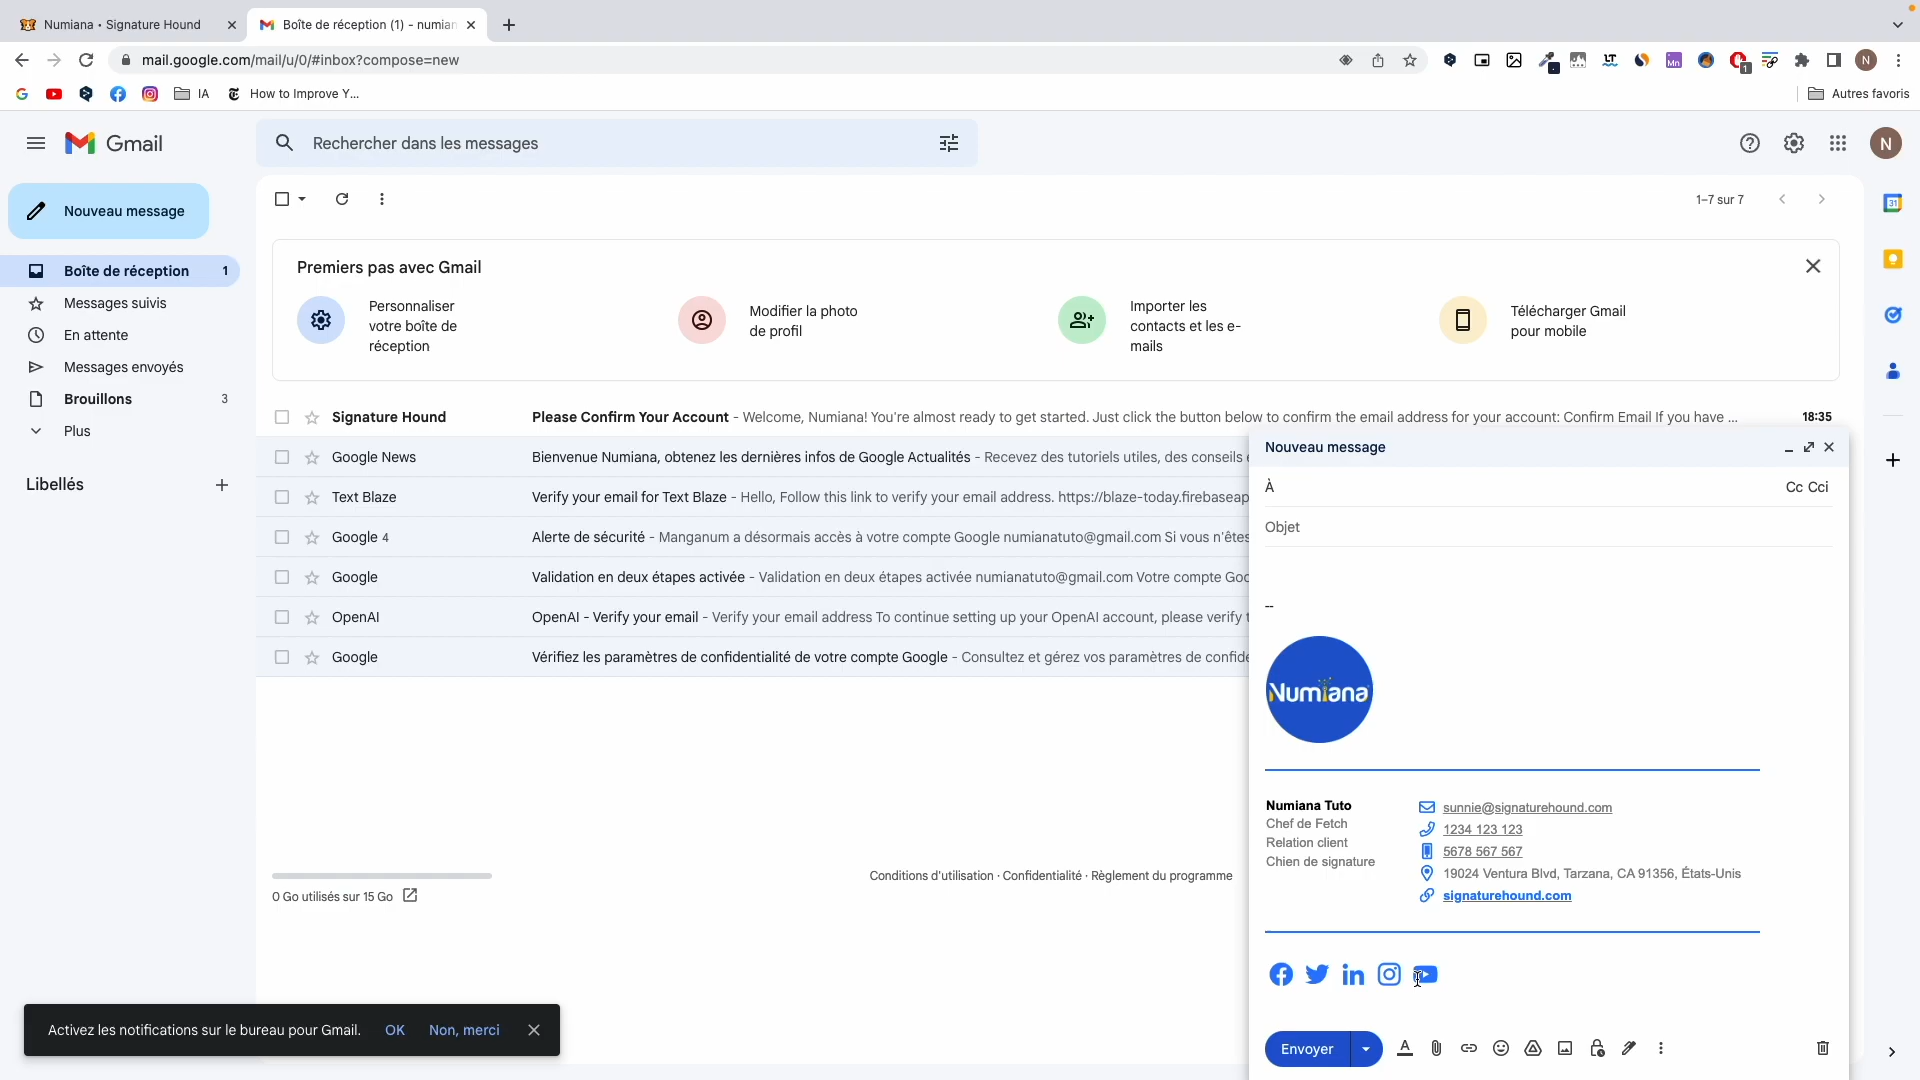 Numiana • Signature Hound
Boîte de réception (1) - numian
mail.google.com/mail/u/0/#inbox?compose=new
IA
How to Improve Y...
Autres favoris
Gmail
Rechercher dans les messages
N
Nouveau message
1–7 sur 7
Boîte de réception 1
Messages suivis
En attente
Messages envoyés
Brouillons 3
Plus
Libellés
Premiers pas avec Gmail
Personnaliser
votre boîte de
réception
Modifier la photo
de profil
Importer les
contacts et les e-
mails
Télécharger Gmail
pour mobile
Signature Hound Please Confirm Your Account - Welcome, Numiana! You're almost ready to get started. Just click the button below to confirm the email address for your account: Confirm Email If you have ... 18:35
Google News Bienvenue Numiana, obtenez les dernières infos de Google Actualités - Recevez des tutoriels utiles, des conseils
Text Blaze Verify your email for Text Blaze - Hello, Follow this link to verify your email address. https://blaze-today.firebaseap
Google 4 Alerte de sécurité - Manganum a désormais accès à votre compte Google numianatuto@gmail.com Si vous n'ête
Google Validation en deux étapes activée - Validation en deux étapes activée numianatuto@gmail.com Votre compte Goo
OpenAI OpenAI - Verify your email - Verify your email address To continue setting up your OpenAI account, please verify
Google Vérifiez les paramètres de confidentialité de votre compte Google - Consultez et gérez vos paramètres de confide
0 Go utilisés sur 15 Go
Conditions d'utilisation · Confidentialité · Règlement du programme
Nouveau message
À
Cc Cci
Objet
--
Numiana
Numiana Tuto
Chef de Fetch
Relation client
Chien de signature
sunnie@signaturehound.com
1234 123 123
5678 567 567
19024 Ventura Blvd, Tarzana, CA 91356, États-Unis
signaturehound.com
Envoyer
Activez les notifications sur le bureau pour Gmail. OK Non, merci